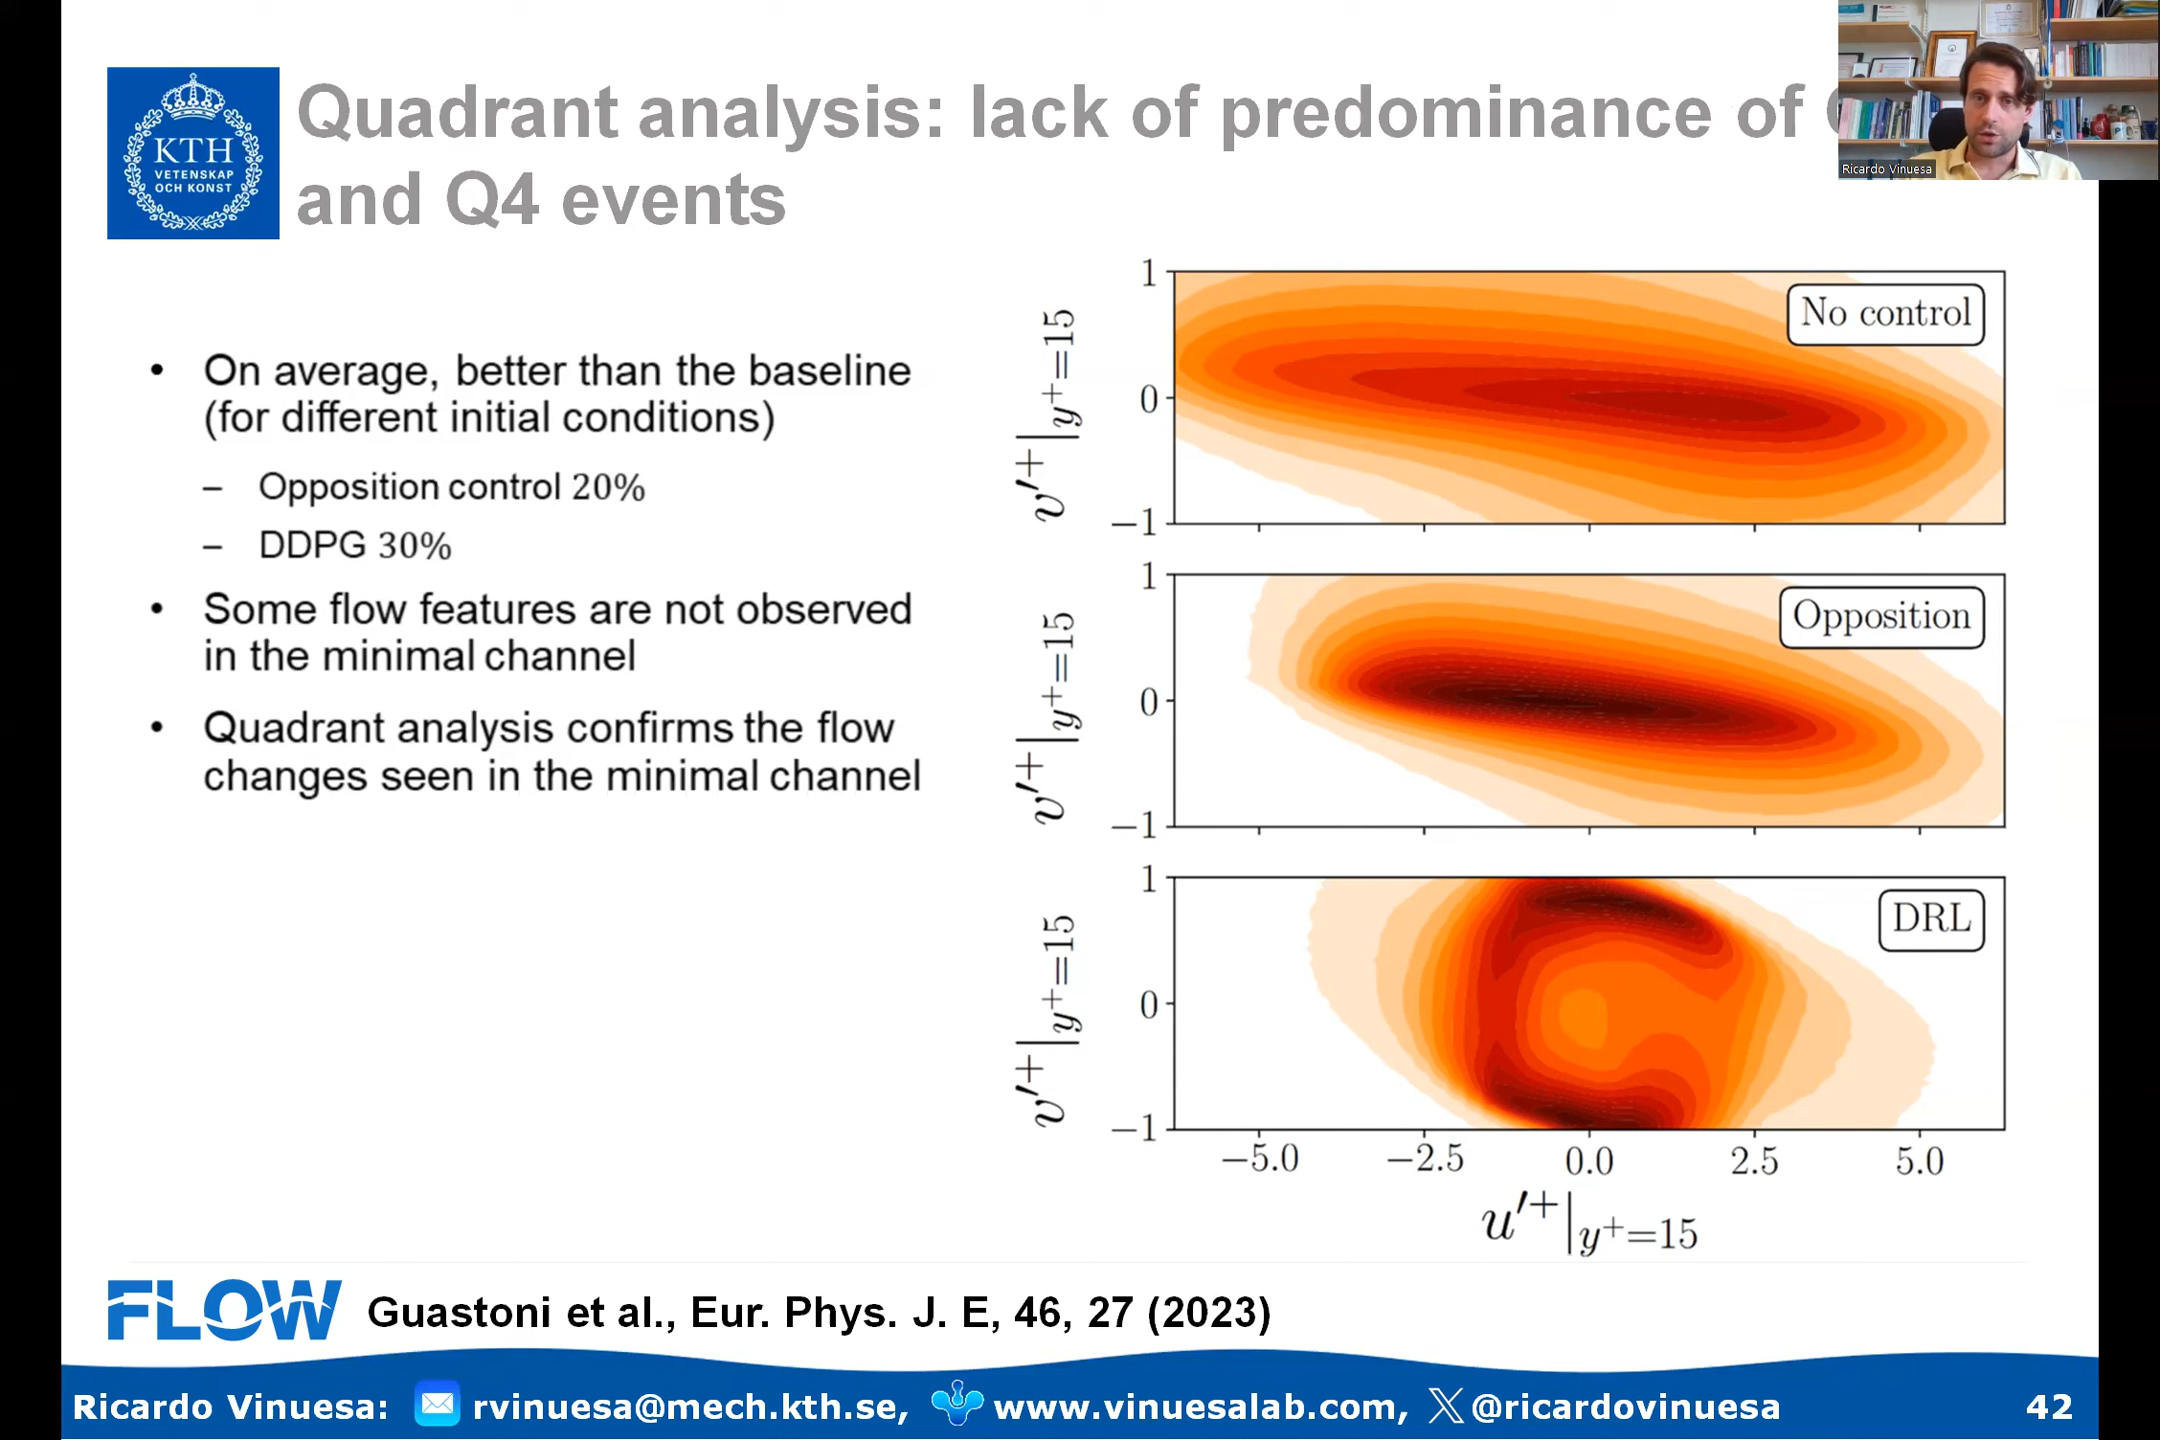 Quadrant analysis: lack of predominance of
and Q4 events
KTH
VETENSKAP
OCH KONST
Ricardo Vinuesa
• On average, better than the baseline
(for different initial conditions)
– Opposition control 20%
– DDPG 30%
• Some flow features are not observed
in the minimal channel
• Quadrant analysis confirms the flow
changes seen in the minimal channel
1
0
−1
v′⁺|y⁺=15
No control
1
0
−1
v′⁺|y⁺=15
Opposition
1
0
−1
v′⁺|y⁺=15
DRL
−5.0 −2.5 0.0 2.5 5.0
u′⁺|y⁺=15
FLOW
Guastoni et al., Eur. Phys. J. E, 46, 27 (2023)
Ricardo Vinuesa: rvinuesa@mech.kth.se, www.vinuesalab.com, @ricardovinuesa 42